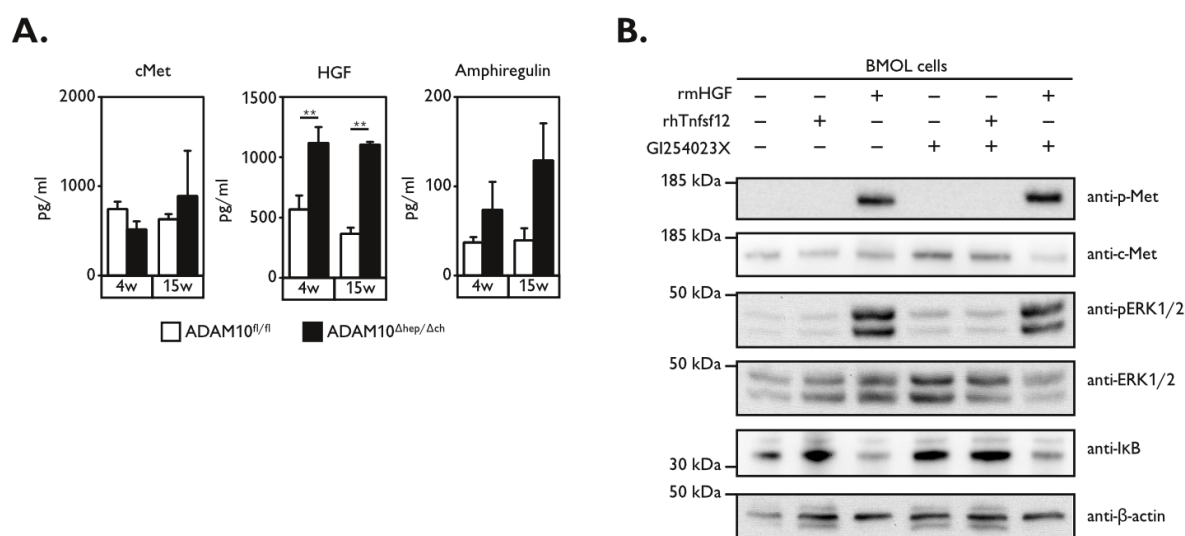 A.
cMet
2000
1000
0
pg/ml
4w 15w
HGF
1500
1000
500
0
pg/ml
**
**
4w 15w
Amphiregulin
200
100
0
pg/ml
4w 15w
ADAM10fl/fl ADAM10Δhep/Δch
B.
BMOL cells
rmHGF – – + – – +
rhTnfsf12 – + – – + –
GI254023X – – – + + +
185 kDa anti-p-Met
185 kDa anti-c-Met
50 kDa anti-pERK1/2
50 kDa anti-ERK1/2
30 kDa anti-IκB
50 kDa anti-β-actin